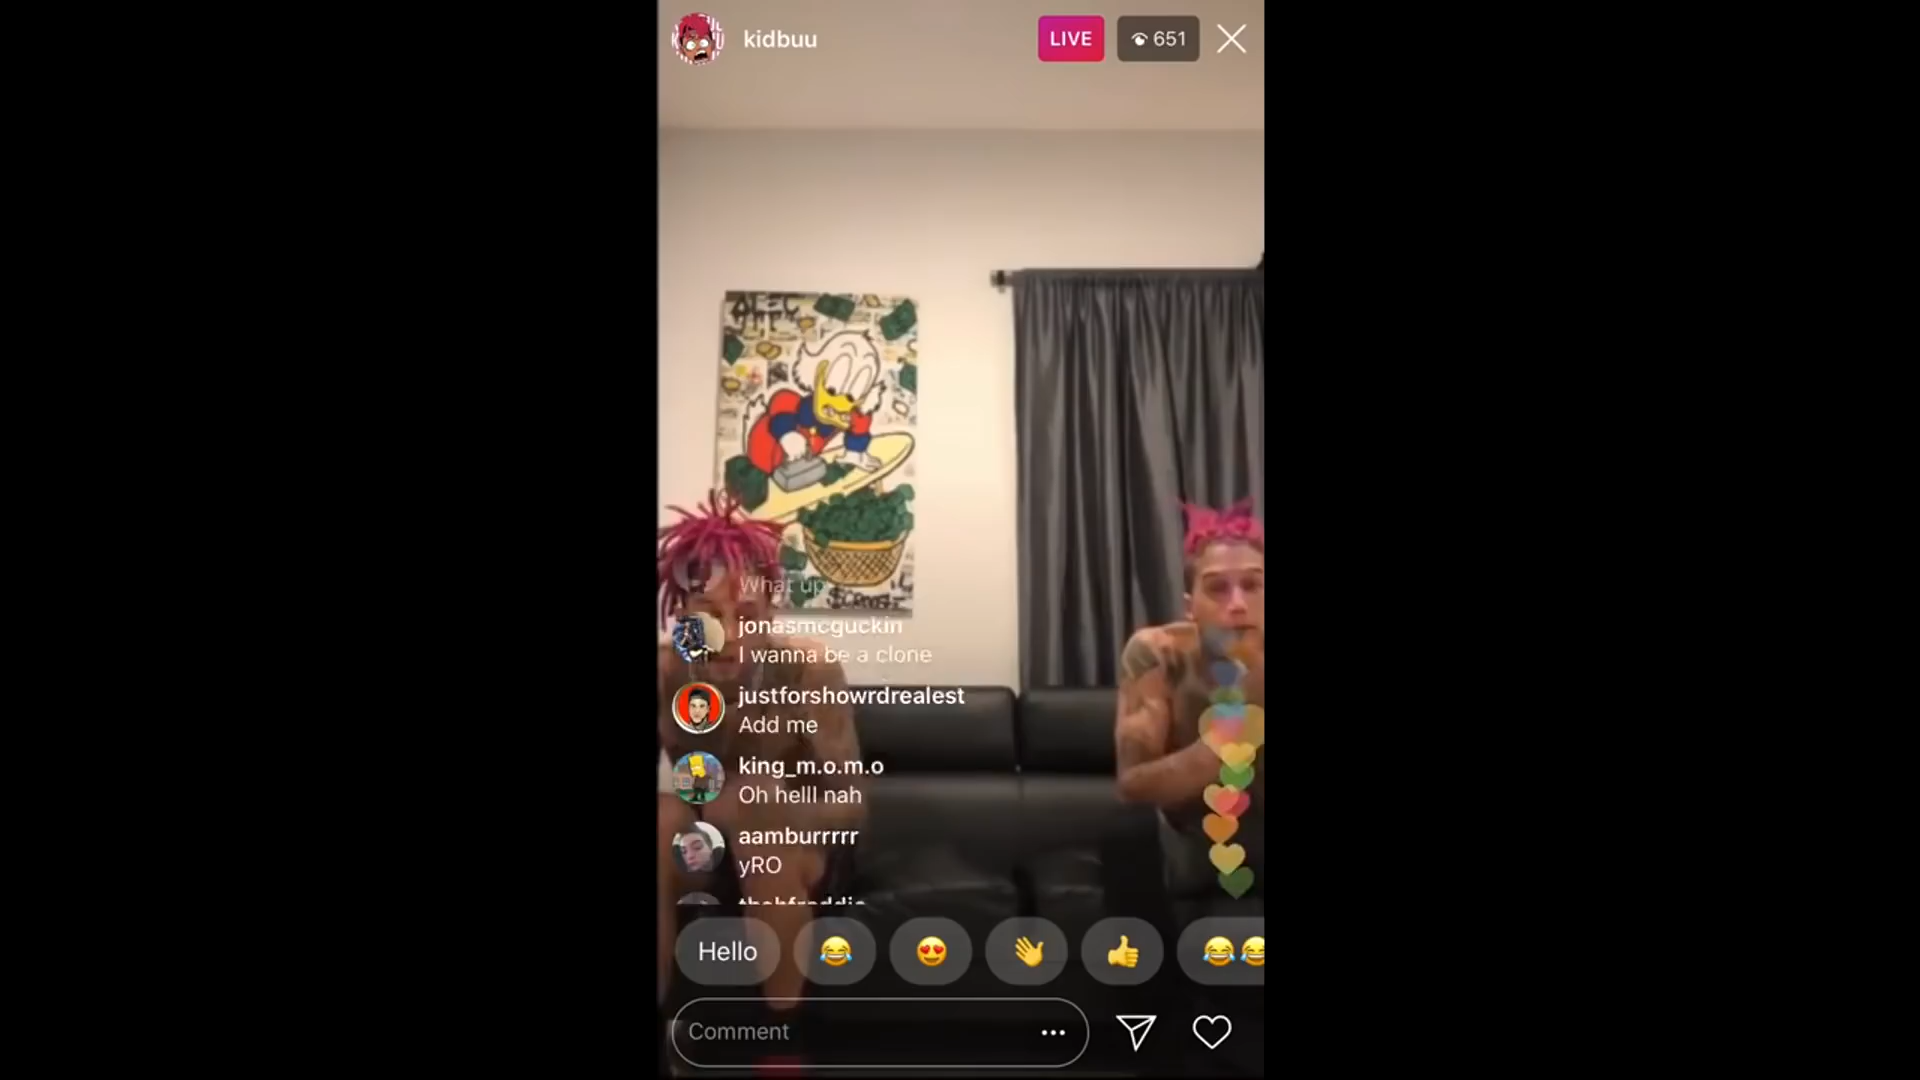 kidbuu
LIVE
651
What up
jonasmcguckin
I wanna be a clone
justforshowrdrealest
Add me
king_m.o.m.o
Oh helll nah
aamburrrrr
yRO
Hello
Comment